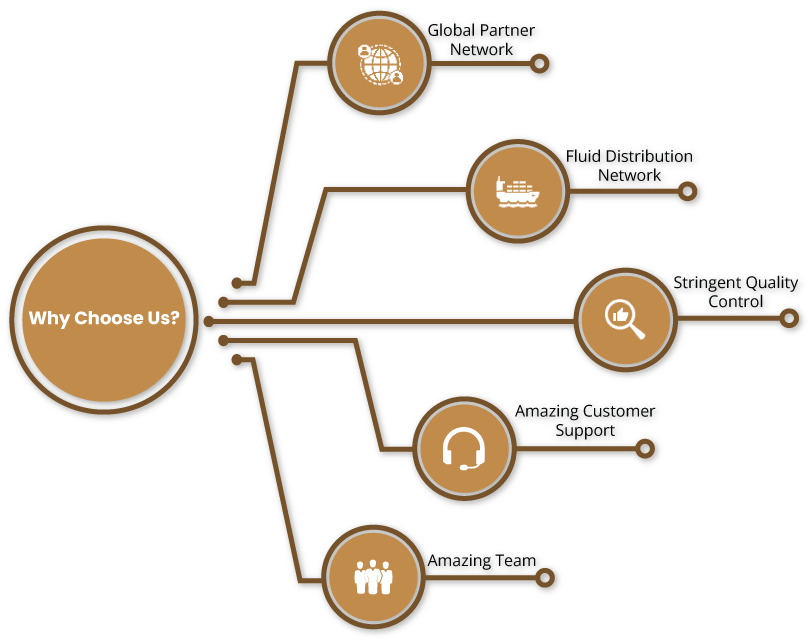 Why Choose Us?
Global Partner
Network
Fluid Distribution
Network
Stringent Quality
Control
Amazing Customer
Support
Amazing Team